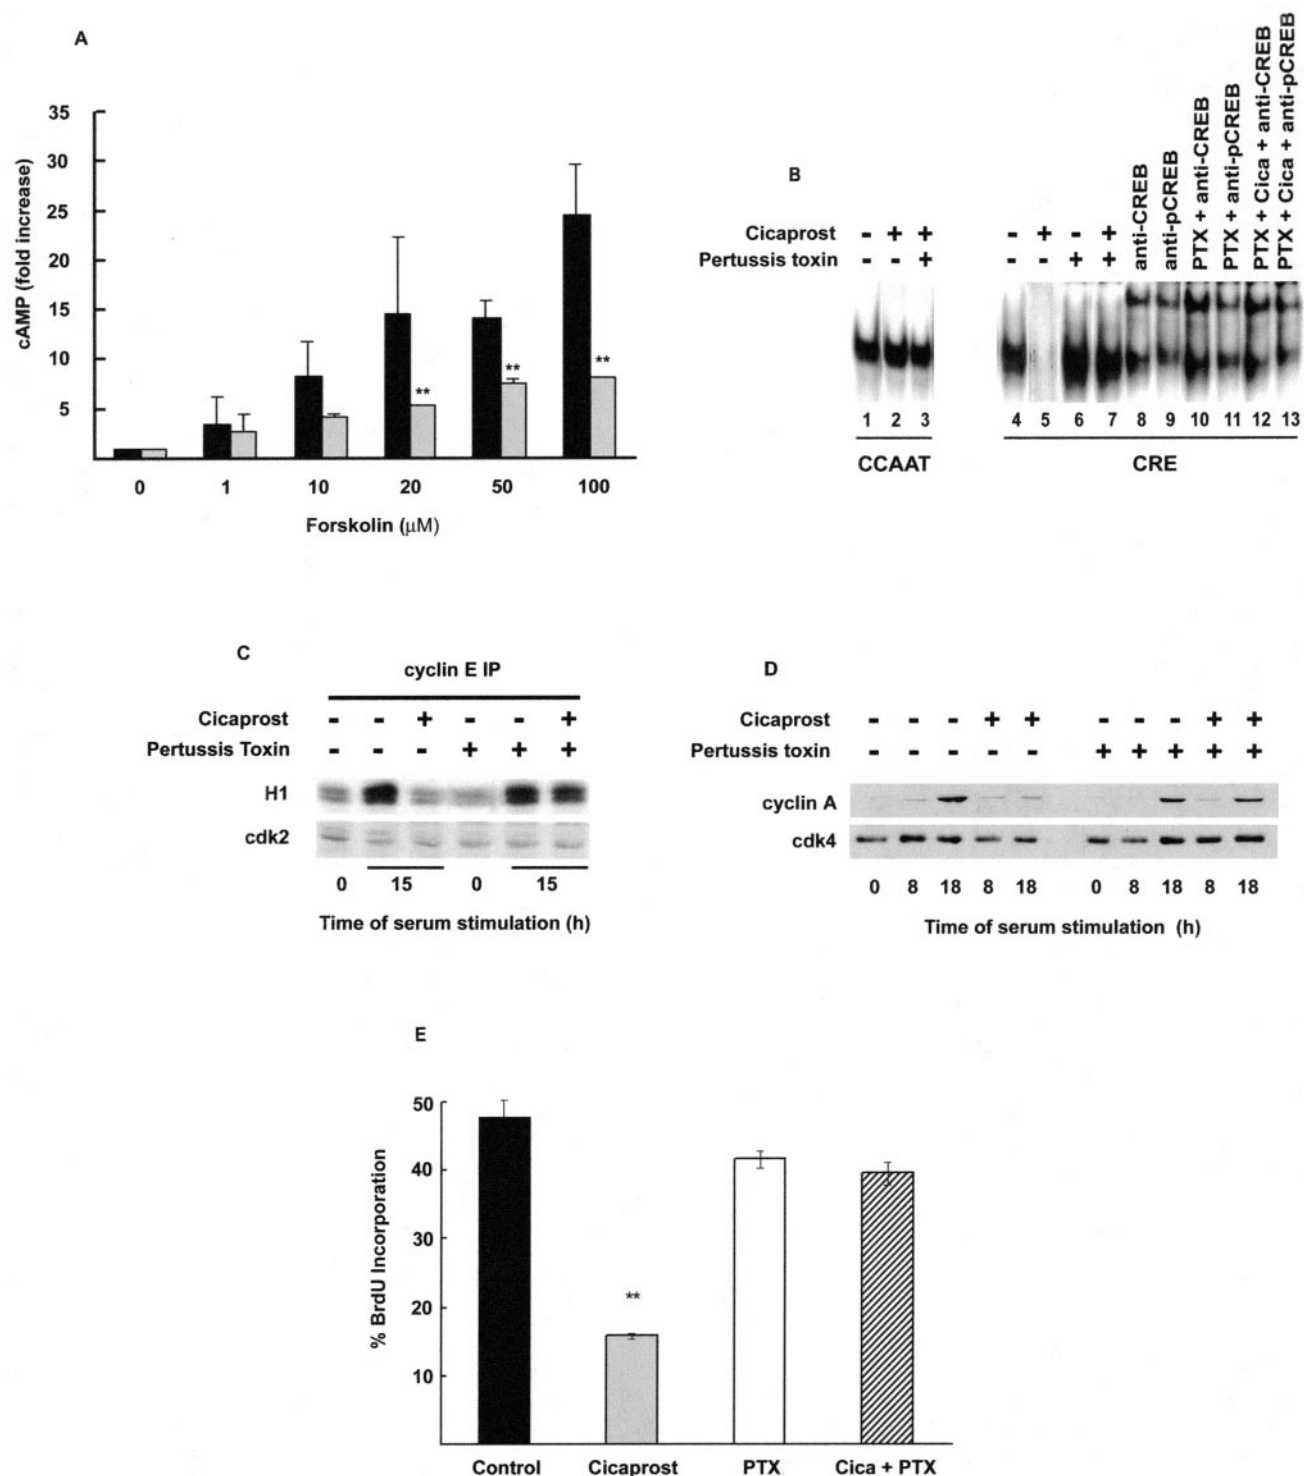 A
35
30
25
20
15
10
5
cAMP (fold increase)
**
**
**
0 1 10 20 50 100
Forskolin (μM)
B
anti-CREB
anti-pCREB
PTX + anti-CREB
PTX + anti-pCREB
PTX + Cica + anti-CREB
PTX + Cica + anti-pCREB
Cicaprost - + + - + - +
Pertussis toxin - - + - - + +
1 2 3 4 5 6 7 8 9 10 11 12 13
CCAAT CRE
C
cyclin E IP
Cicaprost - - + - - +
Pertussis Toxin - - - + + +
H1
cdk2
0 15 0 15
Time of serum stimulation (h)
D
Cicaprost - - - + + - - - + +
Pertussis toxin - - - - - + + + + +
cyclin A
cdk4
0 8 18 8 18 0 8 18 8 18
Time of serum stimulation (h)
E
50
40
30
20
10
% BrdU Incorporation
**
Control Cicaprost PTX Cica + PTX